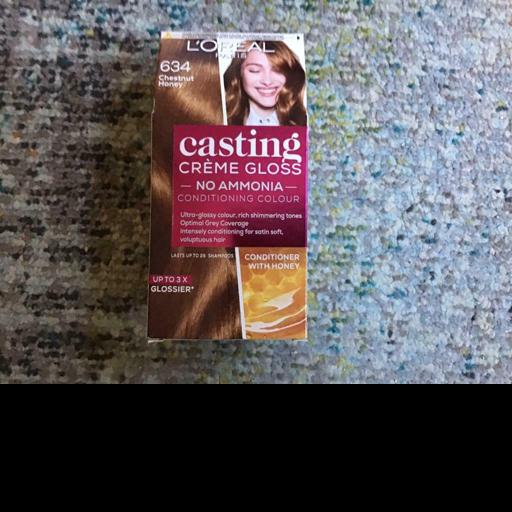 L'ORÉAL
PARIS
634
Chestnut
Honey
casting
CRÈME GLOSS
— NO AMMONIA —
CONDITIONING COLOUR
Ultra-glossy colour, rich shimmering tones
Optimal Grey Coverage
Intensely conditioning for satin soft,
voluptuous hair
LASTS UP TO 28 SHAMPOOS
CONDITIONER
WITH HONEY
UP TO 3 X
GLOSSIER*